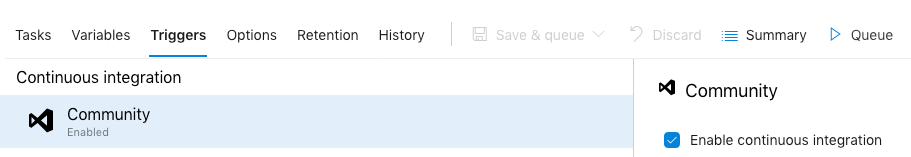 Tasks Variables Triggers Options Retention History Save & queue Discard Summary Queue
Continuous integration
Community
Enabled
Community
Enable continuous integration